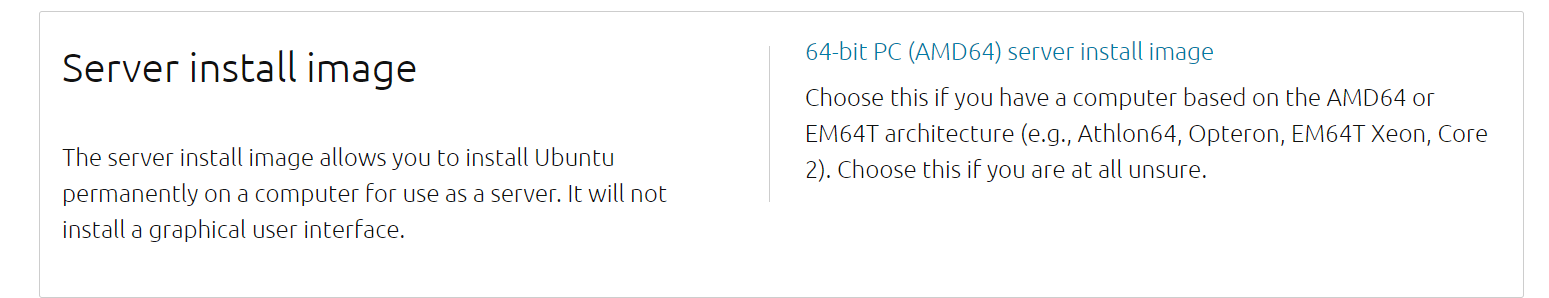 Server install image
The server install image allows you to install Ubuntu
permanently on a computer for use as a server. It will not
install a graphical user interface.
64-bit PC (AMD64) server install image
Choose this if you have a computer based on the AMD64 or
EM64T architecture (e.g., Athlon64, Opteron, EM64T Xeon, Core
2). Choose this if you are at all unsure.